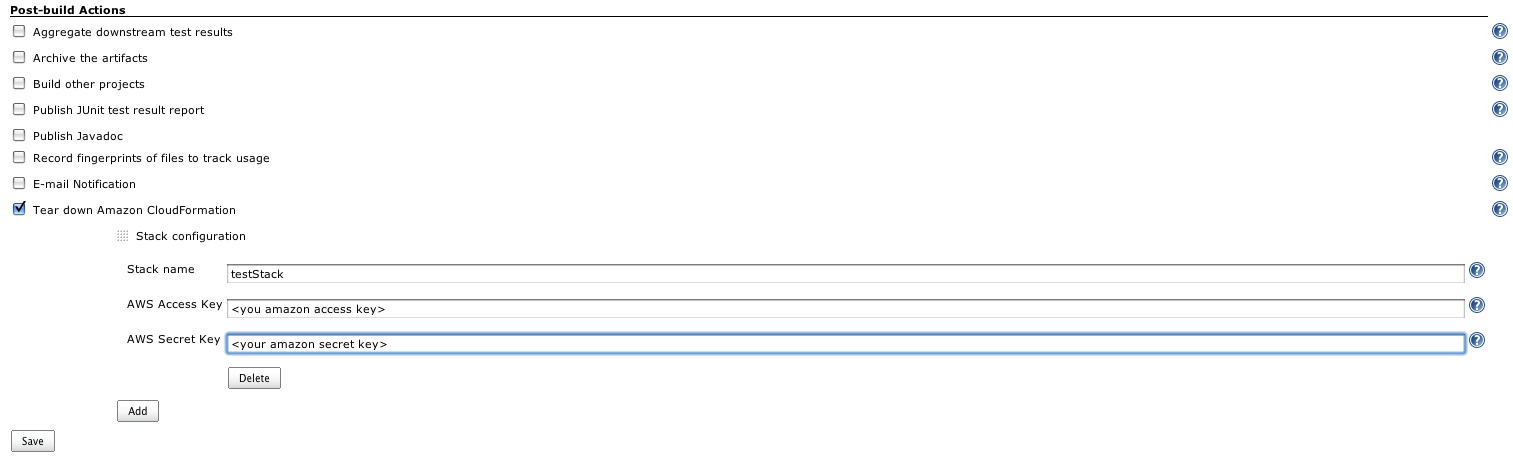 Post-build Actions
Aggregate downstream test results
Archive the artifacts
Build other projects
Publish JUnit test result report
Publish Javadoc
Record fingerprints of files to track usage
E-mail Notification
Tear down Amazon CloudFormation
Stack configuration
Stack name testStack
AWS Access Key <you amazon access key>
AWS Secret Key <your amazon secret key>
Delete
Add
Save